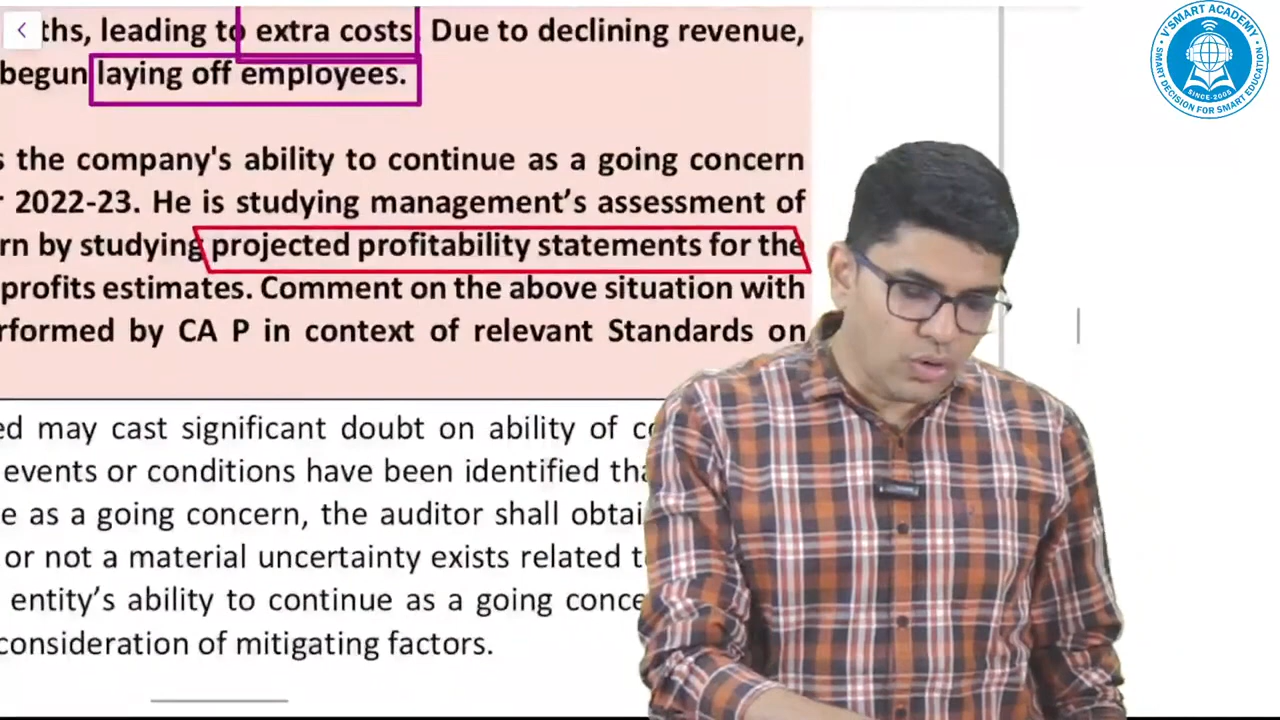 ths, leading to extra costs. Due to declining revenue,
begun laying off employees.
s the company's ability to continue as a going concern
r 2022-23. He is studying management's assessment of
rn by studying projected profitability statements for the
profits estimates. Comment on the above situation with
rformed by CA P in context of relevant Standards on
ed may cast significant doubt on ability of co
events or conditions have been identified tha
e as a going concern, the auditor shall obtai
or not a material uncertainty exists related t
entity's ability to continue as a going conce
consideration of mitigating factors.
V'SMART ACADEMY
SINCE-2005
SMART DECISION FOR SMART EDUCATION